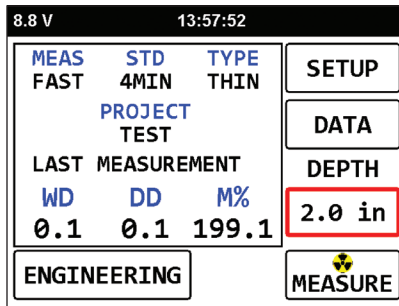 8.8 V 13:57:52
MEAS STD TYPE
FAST 4MIN THIN
PROJECT
TEST
LAST MEASUREMENT
WD DD M%
0.1 0.1 199.1
SETUP
DATA
DEPTH
2.0 in
ENGINEERING
MEASURE